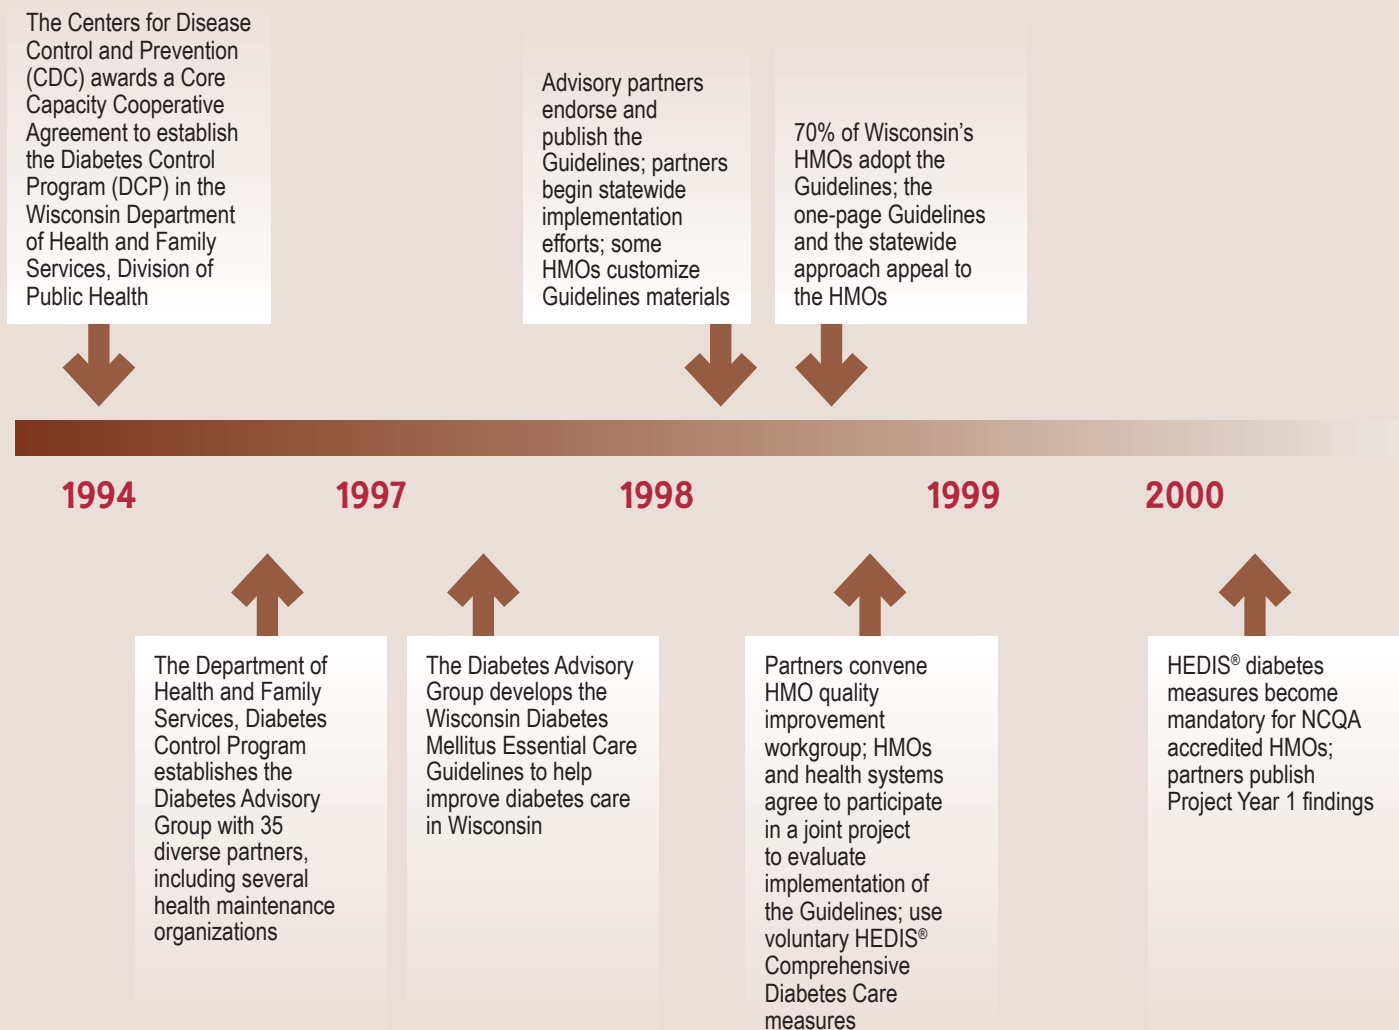 The Centers for Disease
Control and Prevention
(CDC) awards a Core
Capacity Cooperative
Agreement to establish
the Diabetes Control
Program (DCP) in the
Wisconsin Department
of Health and Family
Services, Division of
Public Health
Advisory partners
endorse and
publish the
Guidelines; partners
begin statewide
implementation
efforts; some
HMOs customize
Guidelines materials
70% of Wisconsin's
HMOs adopt the
Guidelines; the
one-page Guidelines
and the statewide
approach appeal to
the HMOs
1994 1997 1998 1999 2000
The Department of
Health and Family
Services, Diabetes
Control Program
establishes the
Diabetes Advisory
Group with 35
diverse partners,
including several
health maintenance
organizations
The Diabetes Advisory
Group develops the
Wisconsin Diabetes
Mellitus Essential Care
Guidelines to help
improve diabetes care
in Wisconsin
Partners convene
HMO quality
improvement
workgroup; HMOs
and health systems
agree to participate
in a joint project
to evaluate
implementation of
the Guidelines; use
voluntary HEDIS®
Comprehensive
Diabetes Care
measures
HEDIS® diabetes
measures become
mandatory for NCQA
accredited HMOs;
partners publish
Project Year 1 findings